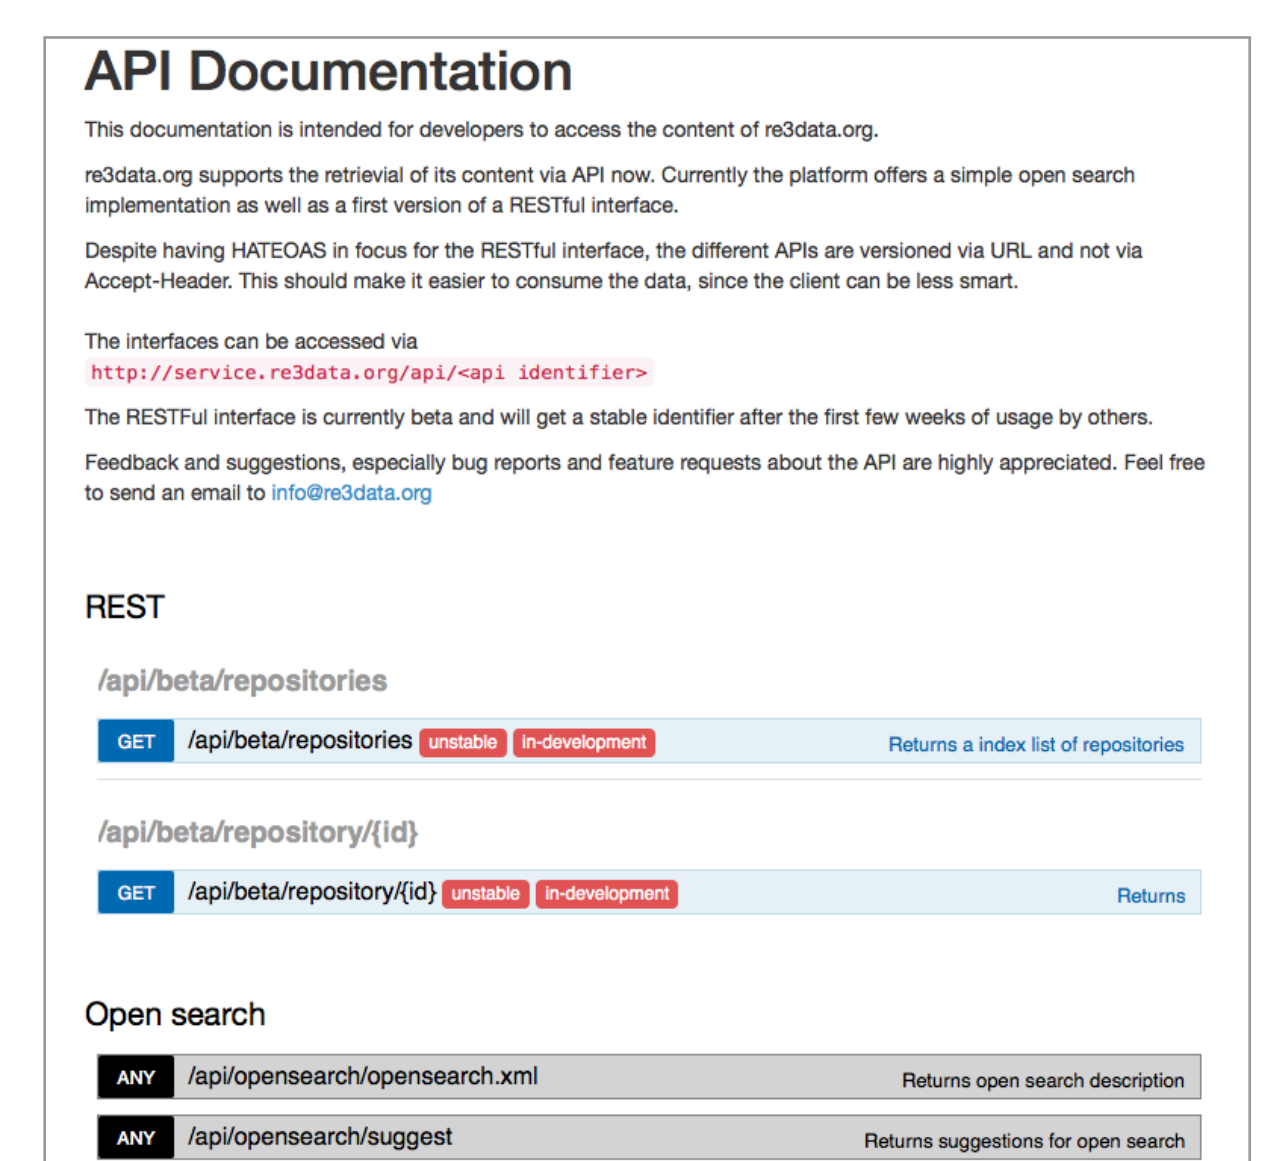 API Documentation
This documentation is intended for developers to access the content of re3data.org.
re3data.org supports the retrievial of its content via API now. Currently the platform offers a simple open search
implementation as well as a first version of a RESTful interface.
Despite having HATEOAS in focus for the RESTful interface, the different APIs are versioned via URL and not via
Accept-Header. This should make it easier to consume the data, since the client can be less smart.
The interfaces can be accessed via
http://service.re3data.org/api/<api identifier>
The RESTFul interface is currently beta and will get a stable identifier after the first few weeks of usage by others.
Feedback and suggestions, especially bug reports and feature requests about the API are highly appreciated. Feel free
to send an email to info@re3data.org
REST
/api/beta/repositories
GET /api/beta/repositories unstable in-development Returns a index list of repositories
/api/beta/repository/{id}
GET /api/beta/repository/{id} unstable in-development Returns
Open search
ANY /api/opensearch/opensearch.xml Returns open search description
ANY /api/opensearch/suggest Returns suggestions for open search